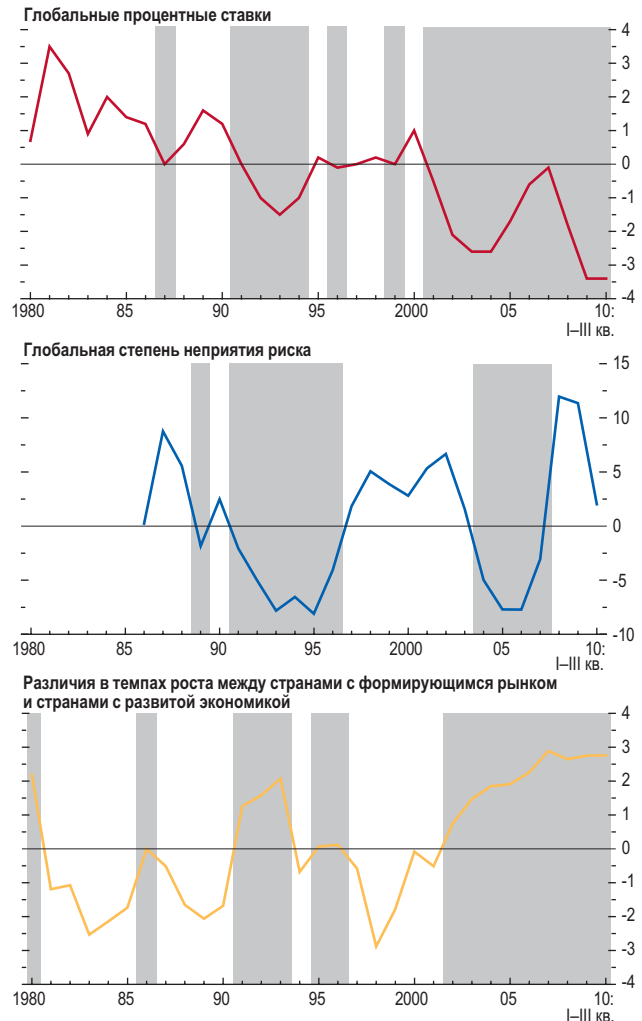 Глобальные процентные ставки
4
3
2
1
0
-1
-2
-3
-4
1980 85 90 95 2000 05 10:
I–III кв.
Глобальная степень неприятия риска
15
10
5
0
-5
-10
1980 85 90 95 2000 05 10:
I–III кв.
Различия в темпах роста между странами с формирующимся рынком
и странами с развитой экономикой
4
3
2
1
0
-1
-2
-3
-4
1980 85 90 95 2000 05 10:
I–III кв.